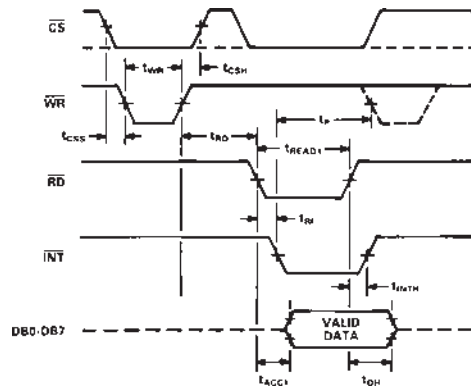 CS
tWR
tCSH
WR
tP
tCSS
tRD
tREAD1
RD
tRI
INT
tINTH
DB0-DB7
VALID
DATA
tACC1
tDH